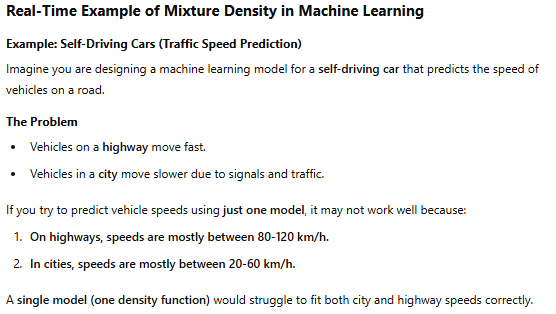 Real-Time Example of Mixture Density in Machine Learning
Example: Self-Driving Cars (Traffic Speed Prediction)
Imagine you are designing a machine learning model for a self-driving car that predicts the speed of
vehicles on a road.
The Problem
• Vehicles on a highway move fast.
• Vehicles in a city move slower due to signals and traffic.
If you try to predict vehicle speeds using just one model, it may not work well because:
1. On highways, speeds are mostly between 80-120 km/h.
2. In cities, speeds are mostly between 20-60 km/h.
A single model (one density function) would struggle to fit both city and highway speeds correctly.